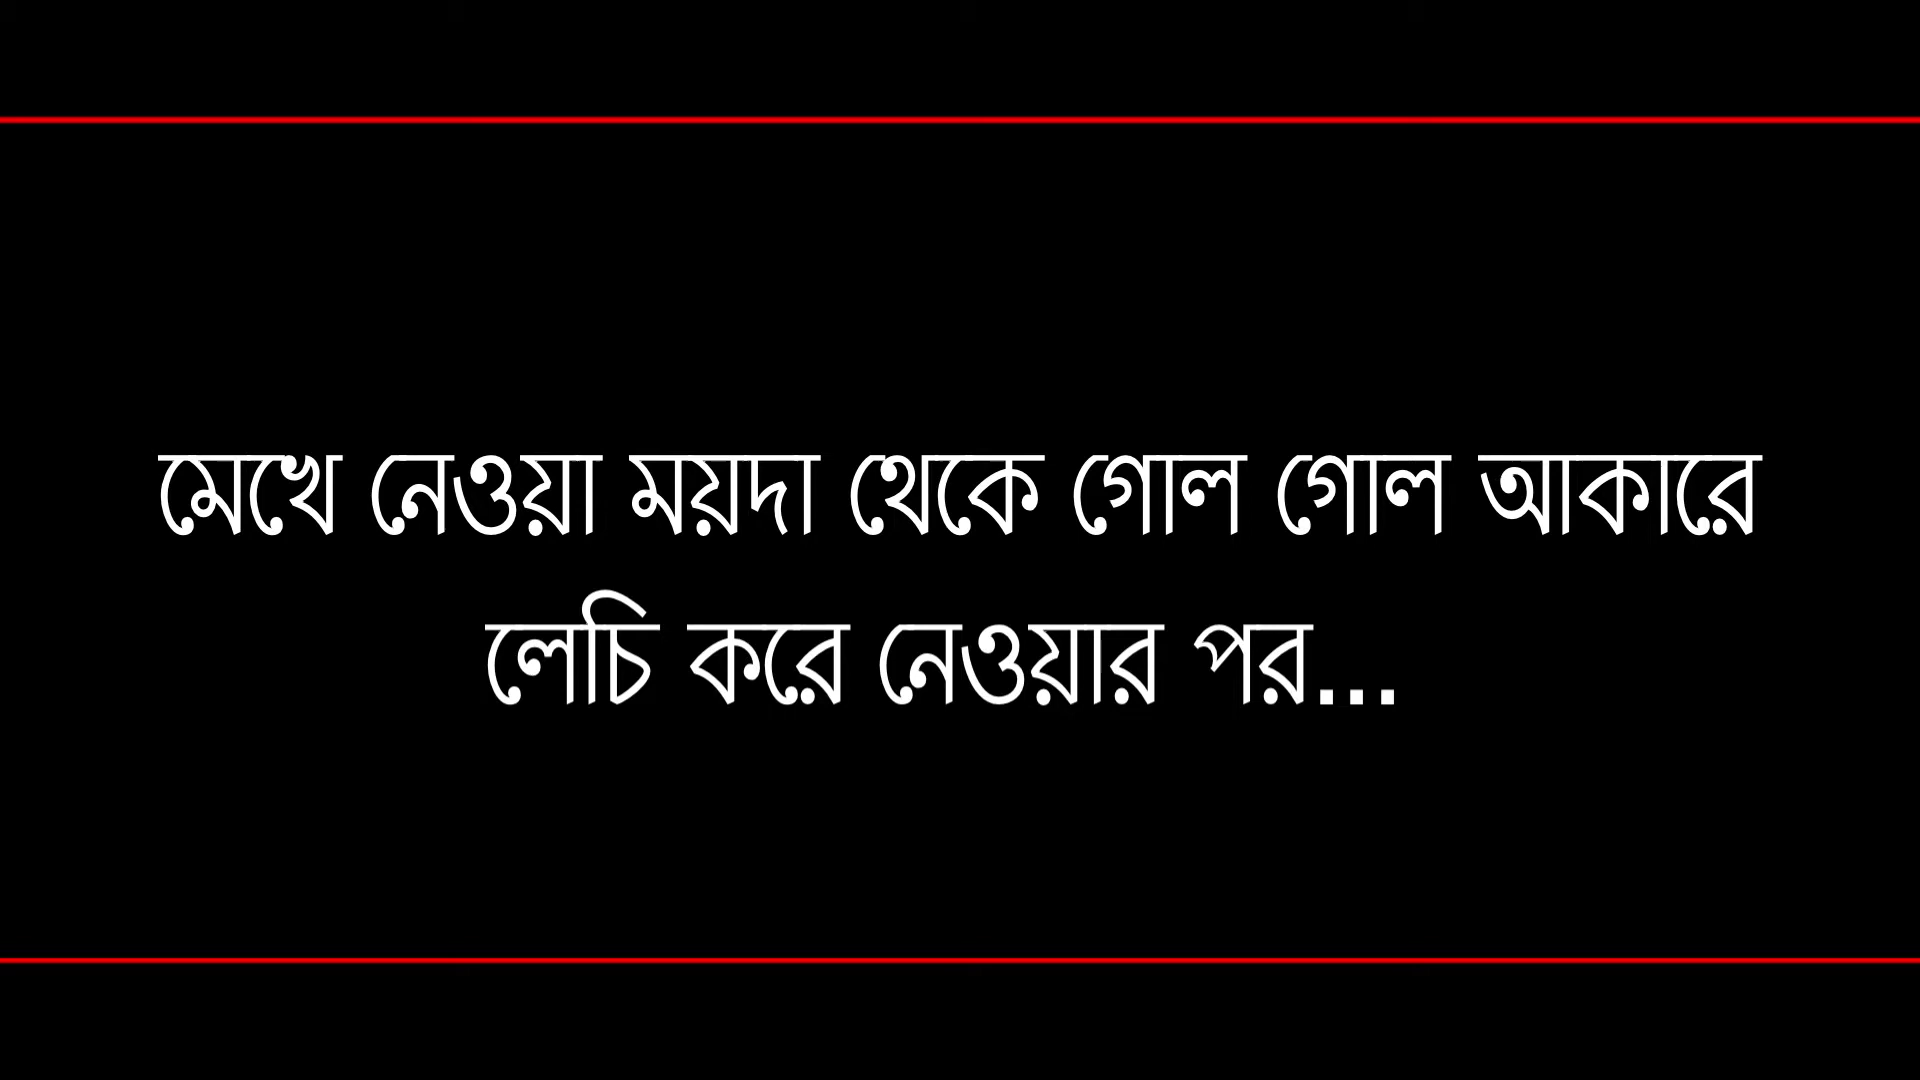 মেখে নেওয়া ময়দা থেকে গোল গোল আকারে
লেচি করে নেওয়ার পর...